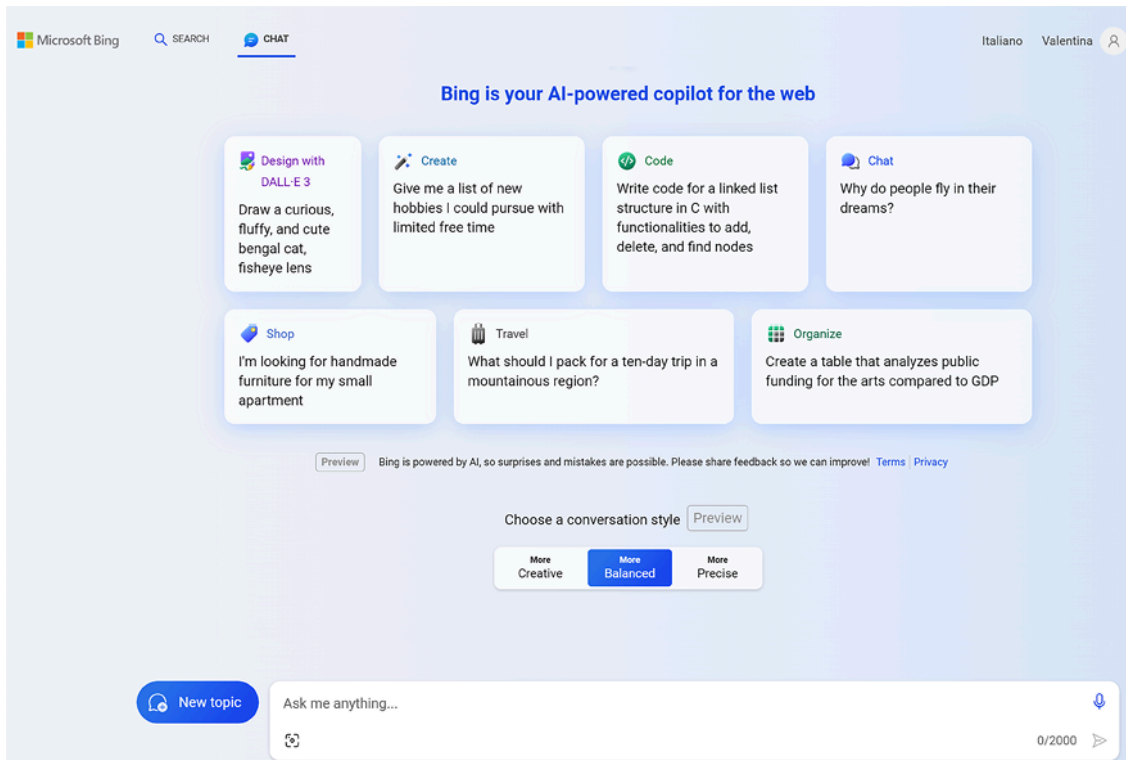 Microsoft Bing
SEARCH
CHAT
Italiano
Valentina
Bing is your AI-powered copilot for the web
Design with
DALL·E 3
Draw a curious,
fluffy, and cute
bengal cat,
fisheye lens
Create
Give me a list of new
hobbies I could pursue with
limited free time
Code
Write code for a linked list
structure in C with
functionalities to add,
delete, and find nodes
Chat
Why do people fly in their
dreams?
Shop
I'm looking for handmade
furniture for my small
apartment
Travel
What should I pack for a ten-day trip in a
mountainous region?
Organize
Create a table that analyzes public
funding for the arts compared to GDP
Preview Bing is powered by AI, so surprises and mistakes are possible. Please share feedback so we can improve! Terms | Privacy
Choose a conversation style Preview
More
Creative
More
Balanced
More
Precise
New topic
Ask me anything...
0/2000